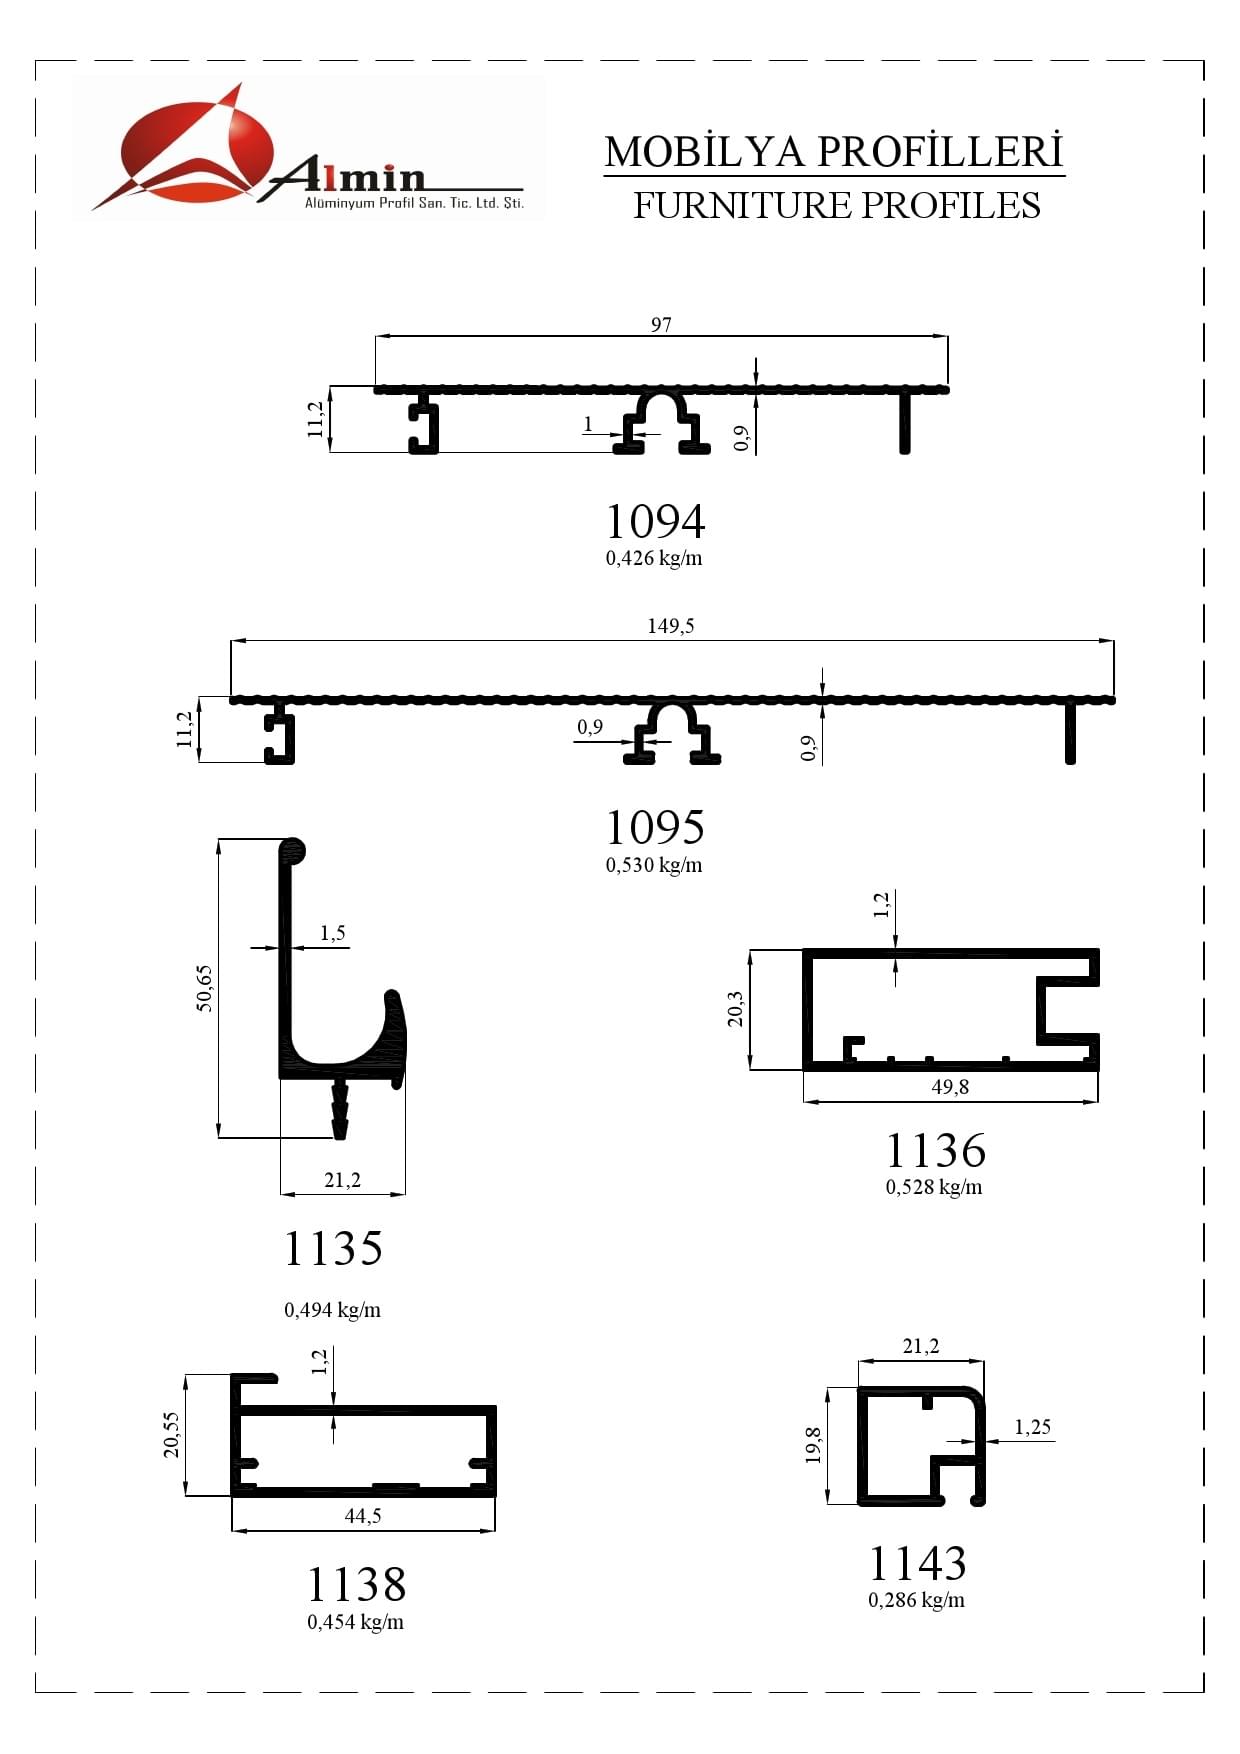 Almin
Alüminyum Profil San. Tic. Ltd. Şti.
MOBİLYA PROFİLLERİ
FURNITURE PROFILES
97
11,2
1
0,9
1094
0,426 kg/m
149,5
11,2
0,9
0,9
1095
0,530 kg/m
50,65
1,5
21,2
1135
0,494 kg/m
1,2
20,3
49,8
1136
0,528 kg/m
1,2
20,55
44,5
1138
0,454 kg/m
21,2
19,8
1,25
1143
0,286 kg/m